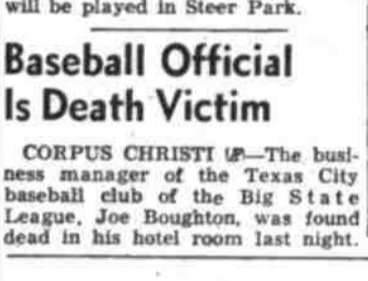 will be played in Steer Park.
Baseball Official
Is Death Victim
CORPUS CHRISTI (AP)—The busi-
ness manager of the Texas City
baseball club of the Big State
League, Joe Boughton, was found
dead in his hotel room last night.